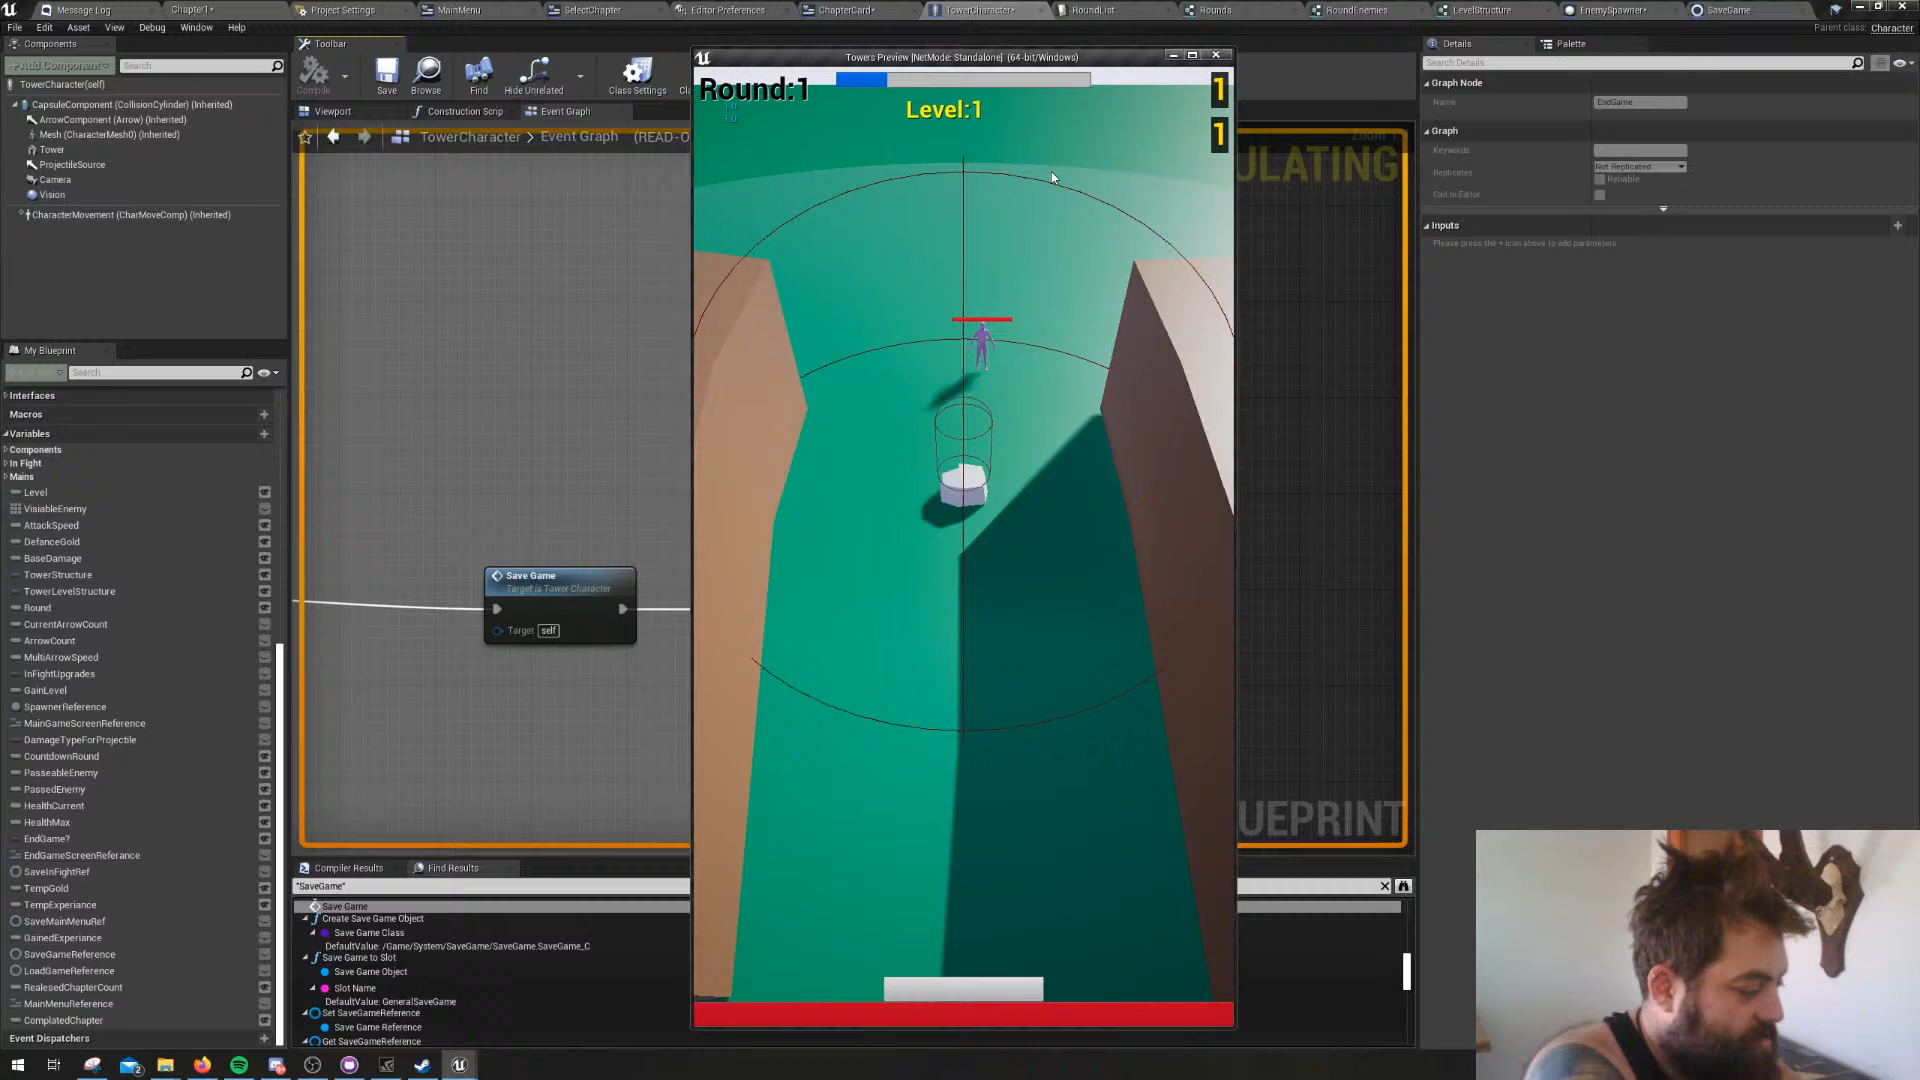 Message Log
Chapter1*
Project Settings
MainMenu
SelectChapter
Editor Preferences
ChapterCard*
TowerCharacter*
RoundList
Rounds
RoundEnemies
LevelStructure
EnemySpawner*
SaveGame
File Edit Asset View Debug Window Help
Parent class: Character
Components
+Add Component
Search
TowerCharacter(self)
CapsuleComponent (CollisionCylinder) (Inherited)
ArrowComponent (Arrow) (Inherited)
Mesh (CharacterMesh0) (Inherited)
Tower
ProjectileSource
Camera
Vision
CharacterMovement (CharMoveComp) (Inherited)
My Blueprint
Search
Interfaces
Macros
Variables
Components
In Fight
Mains
Level
VisiableEnemy
AttackSpeed
DefanceGold
BaseDamage
TowerStructure
TowerLevelStructure
Round
CurrentArrowCount
ArrowCount
MultiArrowSpeed
InFightUpgrades
GainLevel
SpawnerReference
MainGameScreenReference
DamageTypeForProjectile
CountdownRound
PasseableEnemy
PassedEnemy
HealthCurrent
HealthMax
EndGame?
EndGameScreenReferance
SaveInFightRef
TempGold
TempExperiance
SaveMainMenuRef
GainedExperiance
SaveGameReference
LoadGameReference
RealesedChapterCount
MainMenuReference
ComplatedChapter
Event Dispatchers
Toolbar
Compile
Save
Browse
Find
Hide Unrelated
Class Settings
Viewport
Construction Script
Event Graph
TowerCharacter > Event Graph (READ-O
ULATING
UEPRINT
Save Game
Target is Tower Character
Target self
Towers Preview [NetMode: Standalone] (64-bit/Windows)
Round:1
Level:1
1
1
Compiler Results
Find Results
"SaveGame"
Save Game
Create Save Game Object
Save Game Class
DefaultValue: /Game/System/SaveGame/SaveGame.SaveGame_C
Save Game to Slot
Save Game Object
Slot Name
DefaultValue: GeneralSaveGame
Set SaveGameReference
Save Game Reference
Get SaveGameReference
Details
Palette
Search Details
Graph Node
Name EndGame
Graph
Keywords
Replicates Not Replicated
Reliable
Call In Editor
Inputs
Please press the + icon above to add parameters